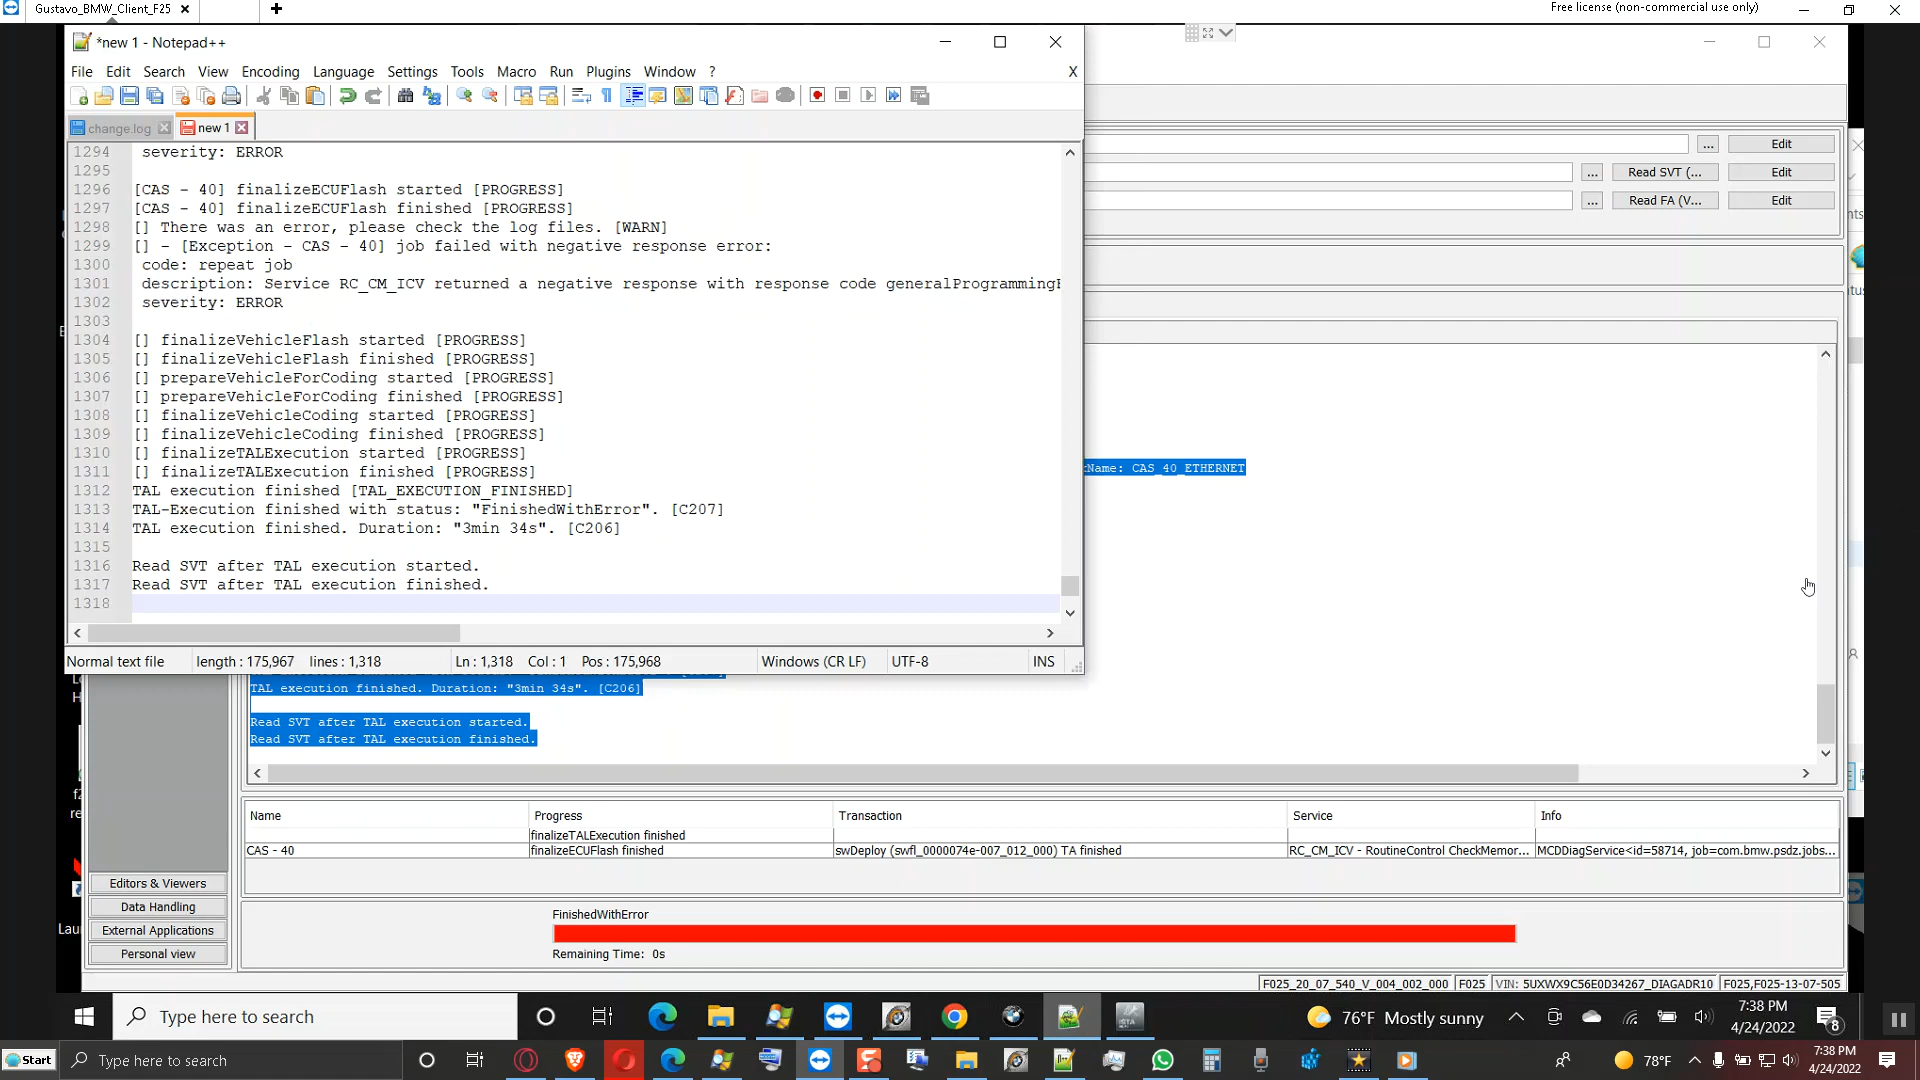 Gustavo_BMW_Client_F25
Free license (non-commercial use only)
*new 1 - Notepad++
File Edit Search View Encoding Language Settings Tools Macro Run Plugins Window ?
X
change.log
new 1
1294 severity: ERROR
1295
1296 [CAS - 40] finalizeECUFlash started [PROGRESS]
1297 [CAS - 40] finalizeECUFlash finished [PROGRESS]
1298 [] There was an error, please check the log files. [WARN]
1299 [] - [Exception - CAS - 40] job failed with negative response error:
1300 code: repeat job
1301 description: Service RC_CM_ICV returned a negative response with response code generalProgramming
1302 severity: ERROR
1303
1304 [] finalizeVehicleFlash started [PROGRESS]
1305 [] finalizeVehicleFlash finished [PROGRESS]
1306 [] prepareVehicleForCoding started [PROGRESS]
1307 [] prepareVehicleForCoding finished [PROGRESS]
1308 [] finalizeVehicleCoding started [PROGRESS]
1309 [] finalizeVehicleCoding finished [PROGRESS]
1310 [] finalizeTALExecution started [PROGRESS]
1311 [] finalizeTALExecution finished [PROGRESS]
1312 TAL execution finished [TAL_EXECUTION_FINISHED]
1313 TAL-Execution finished with status: "FinishedWithError". [C207]
1314 TAL execution finished. Duration: "3min 34s". [C206]
1315
1316 Read SVT after TAL execution started.
1317 Read SVT after TAL execution finished.
1318
Normal text file length : 175,967 lines : 1,318 Ln : 1,318 Col : 1 Pos : 175,968 Windows (CR LF) UTF-8 INS
... Edit
... Read SVT (... Edit
... Read FA (V... Edit
Name: CAS_40_ETHERNET
TAL execution finished. Duration: "3min 34s". [C206]
Read SVT after TAL execution started.
Read SVT after TAL execution finished.
Name Progress Transaction Service Info
finalizeTALExecution finished
CAS - 40 finalizeECUFlash finished swDeploy (swfl_0000074e-007_012_000) TA finished RC_CM_ICV - RoutineControl CheckMemor... MCDDiagService<id=58714, job=com.bmw.psdz.jobs...
Editors & Viewers
Data Handling
External Applications
Personal view
FinishedWithError
Remaining Time: 0s
F025_20_07_540_V_004_002_000 F025 VIN: 5UXWX9C56E0D34267_DIAGADR10 F025,F025-13-07-505
Type here to search
ISTA
76°F Mostly sunny
7:38 PM
4/24/2022
8
Start
Type here to search
78°F
7:38 PM
4/24/2022